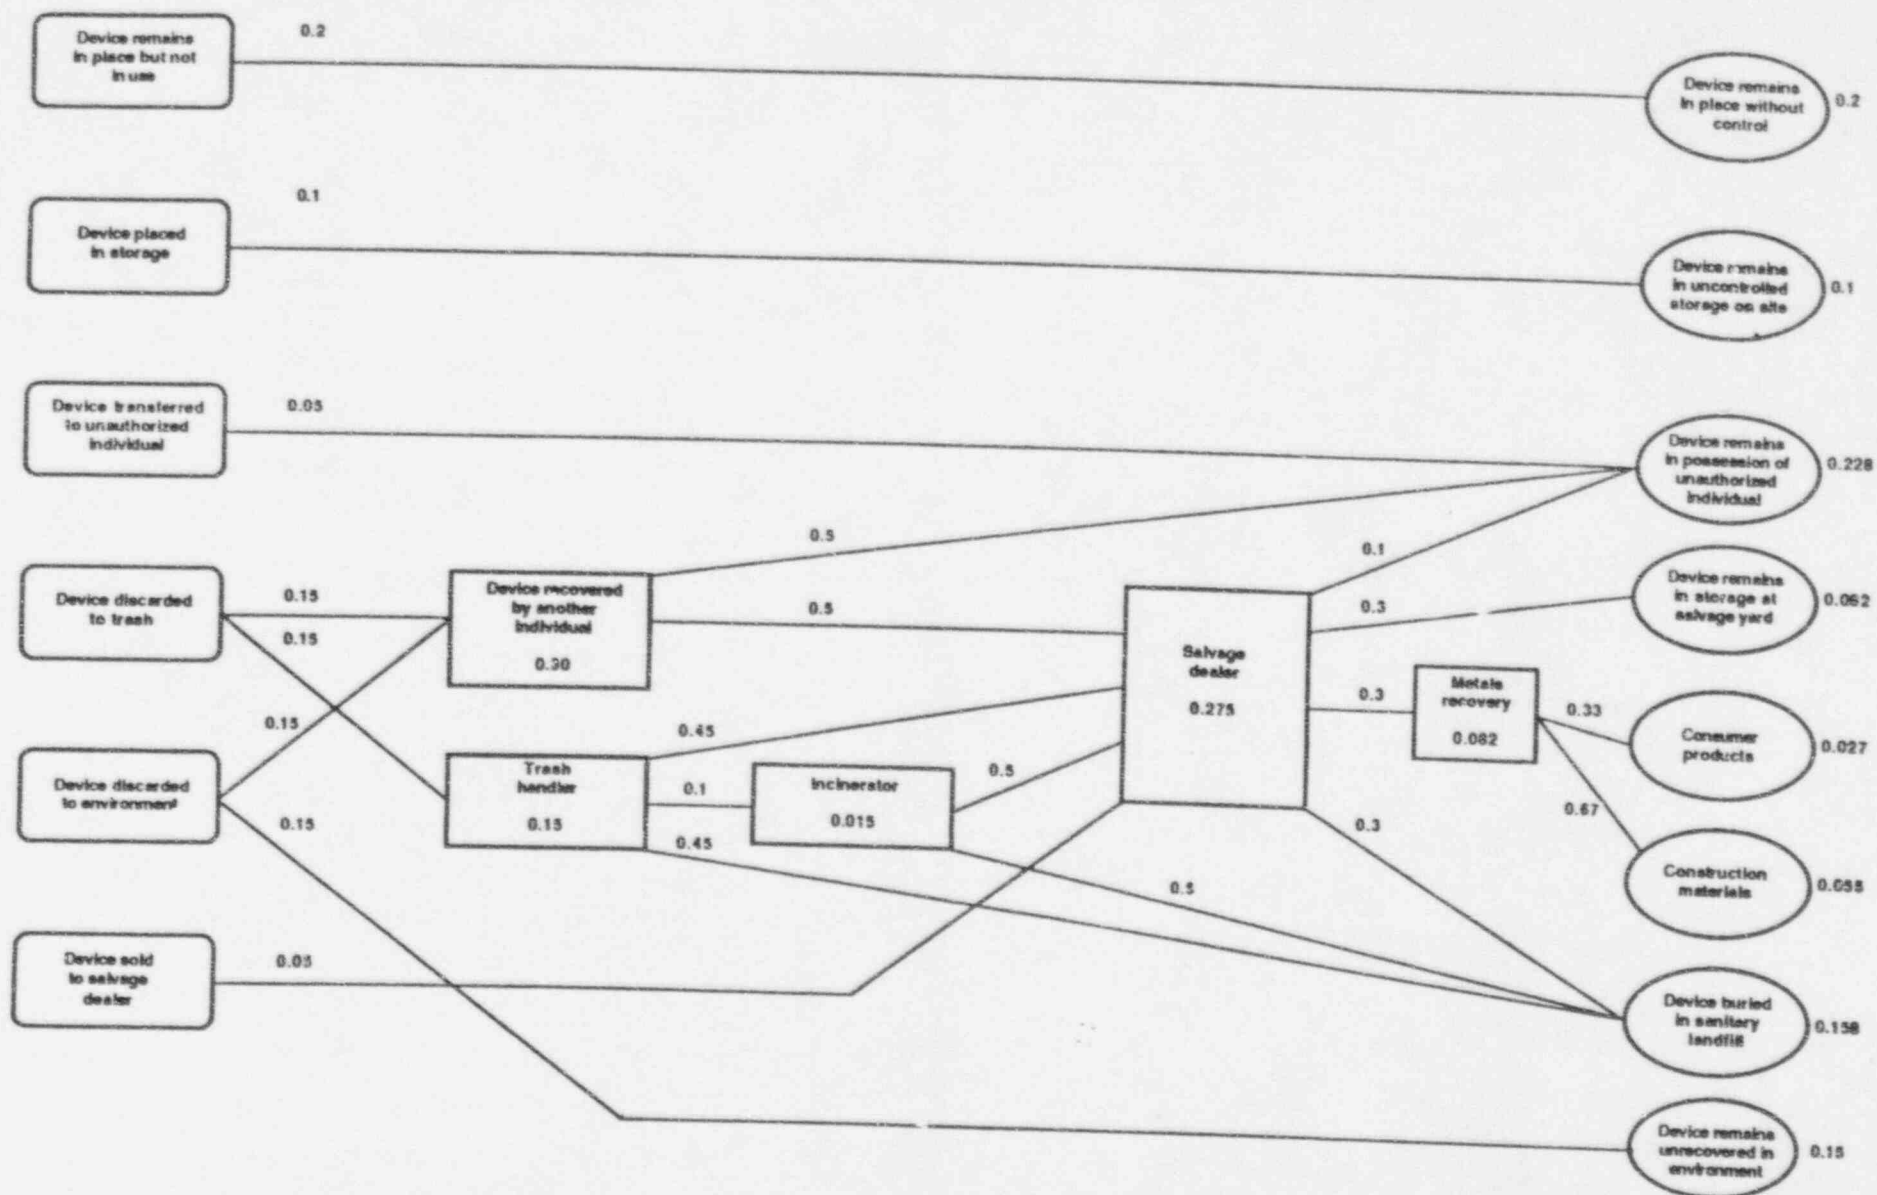 Device remains
in place but not
in use
0.2
Device remains
in place without
control
0.2
Device placed
in storage
0.1
Device remains
in uncontrolled
storage on site
0.1
Device transferred
to unauthorized
individual
0.05
Device remains
in possession of
unauthorized
individual
0.228
Device discarded
to trash
0.15
0.15
Device recovered
by another
individual
0.30
0.5
0.5
Salvage
dealer
0.275
0.1
0.3
Device remains
in storage at
salvage yard
0.082
0.3
Metals
recovery
0.082
0.33
0.67
Consumer
products
0.027
Construction
materials
0.055
Device discarded
to environment
0.15
0.15
Trash
handler
0.15
0.45
0.1
0.45
Incinerator
0.015
0.5
0.5
0.3
Device sold
to salvage
dealer
0.05
Device buried
in sanitary
landfill
0.158
Device remains
unrecovered in
environment
0.15